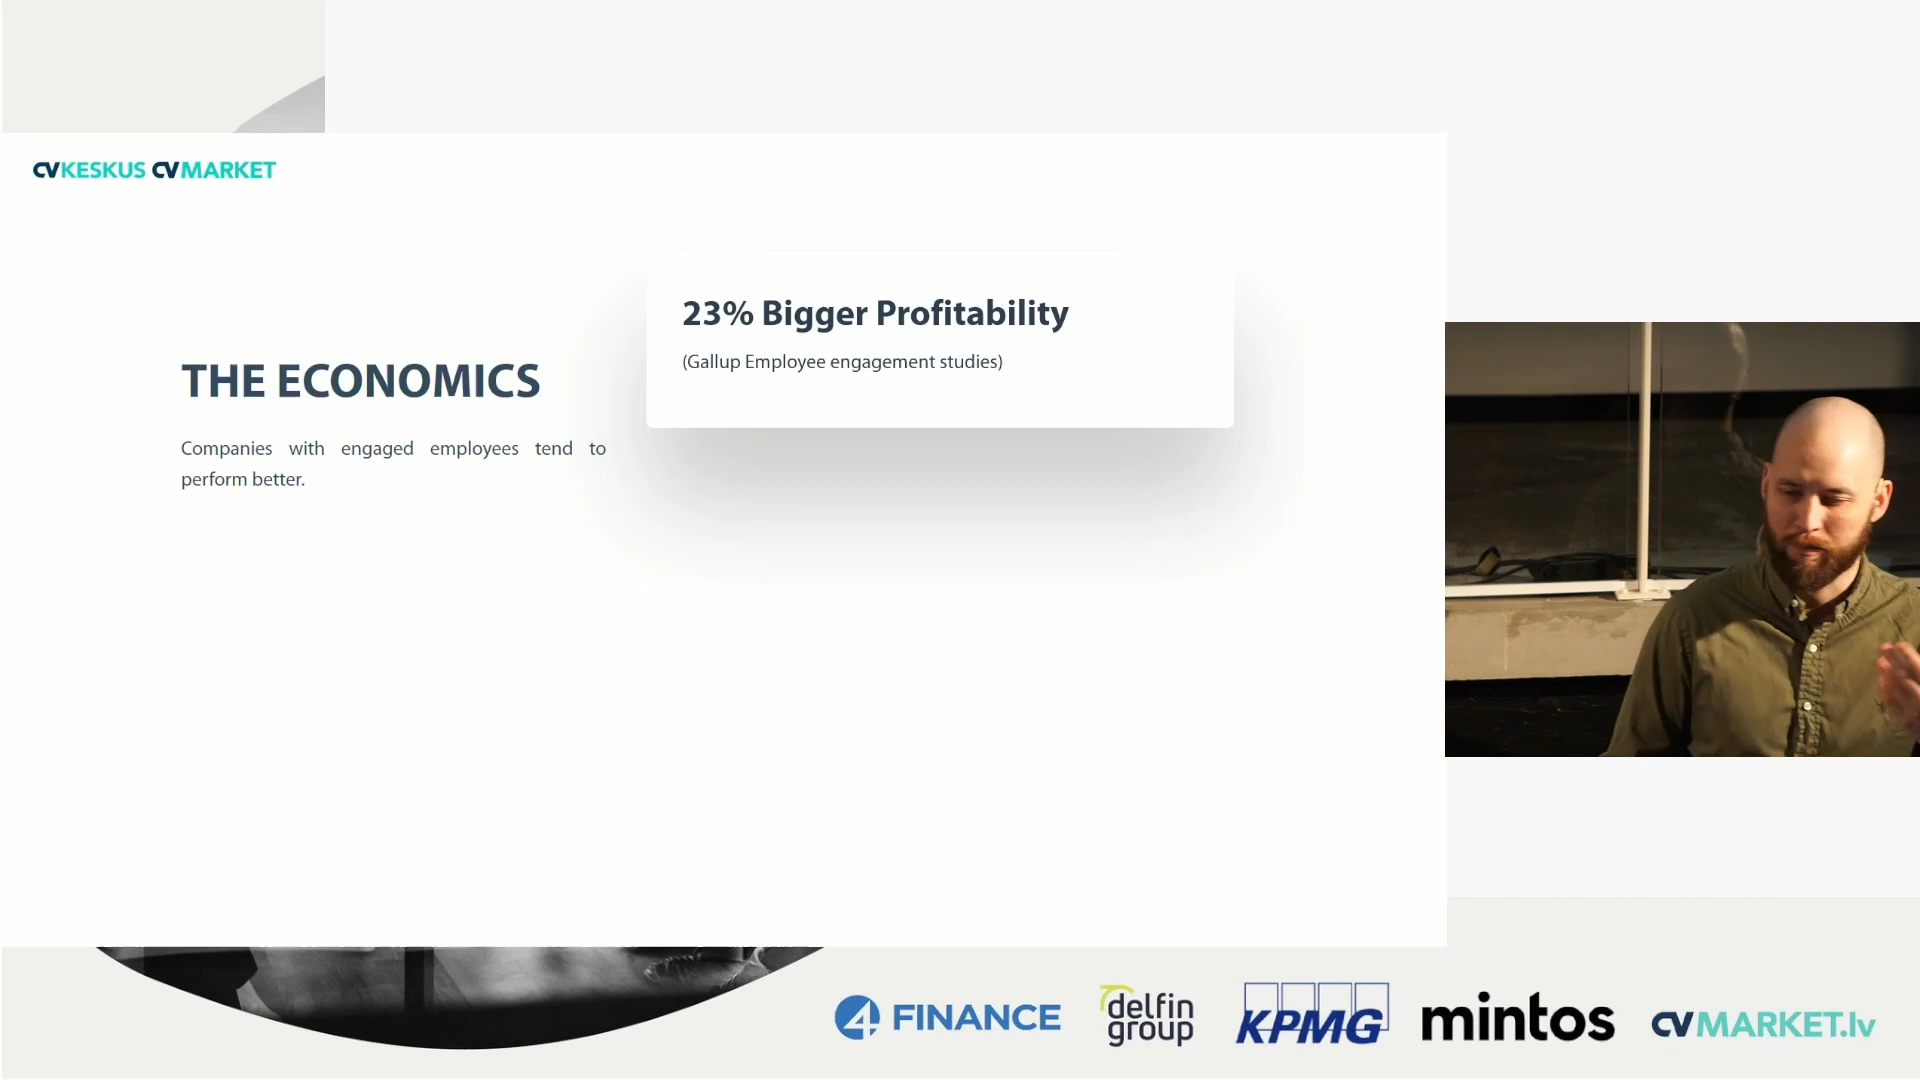 CVKESKUS CVMARKET
23% Bigger Profitability
(Gallup Employee engagement studies)
THE ECONOMICS
Companies with engaged employees tend to
perform better.
4 FINANCE
delfin
group
KPMG
mintos
CVMARKET.lv